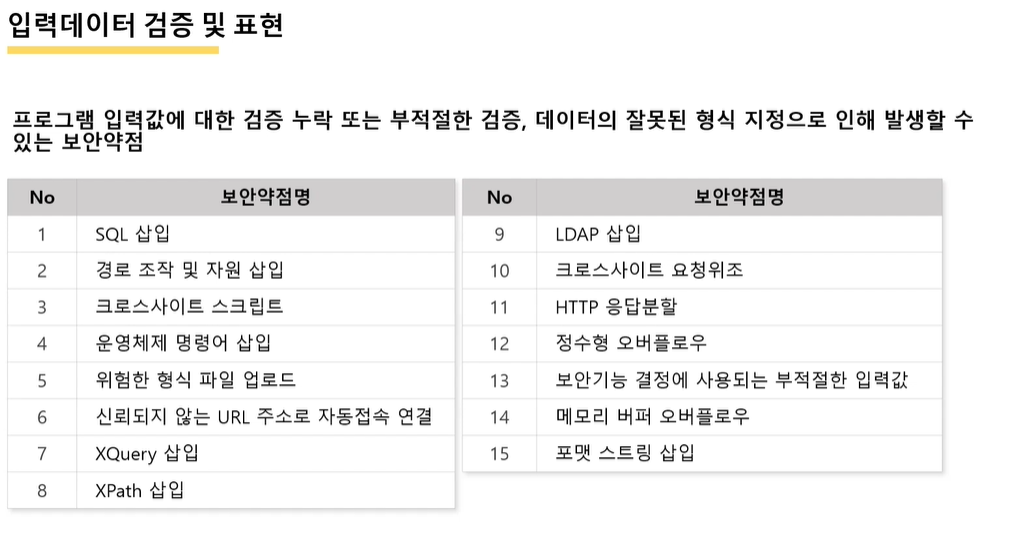 입력데이터 검증 및 표현
프로그램 입력값에 대한 검증 누락 또는 부적절한 검증, 데이터의 잘못된 형식 지정으로 인해 발생할 수
있는 보안약점
No 보안약점명
1 SQL 삽입
2 경로 조작 및 자원 삽입
3 크로스사이트 스크립트
4 운영체제 명령어 삽입
5 위험한 형식 파일 업로드
6 신뢰되지 않는 URL 주소로 자동접속 연결
7 XQuery 삽입
8 XPath 삽입
No 보안약점명
9 LDAP 삽입
10 크로스사이트 요청위조
11 HTTP 응답분할
12 정수형 오버플로우
13 보안기능 결정에 사용되는 부적절한 입력값
14 메모리 버퍼 오버플로우
15 포맷 스트링 삽입